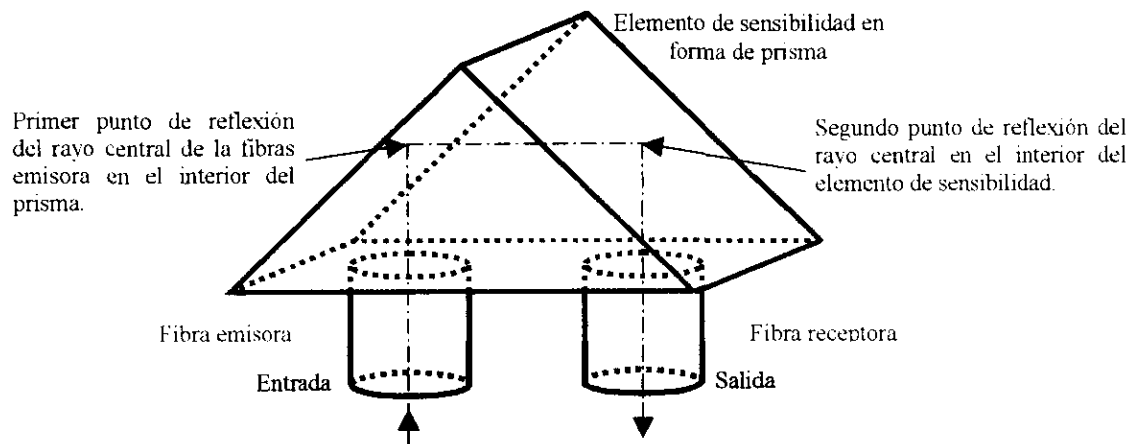 Elemento de sensibilidad en
forma de prisma
Primer punto de reflexión
del rayo central de la fibras
emisora en el interior del
prisma.
Segundo punto de reflexión del
rayo central en el interior del
elemento de sensibilidad.
Fibra emisora
Fibra receptora
Entrada
Salida